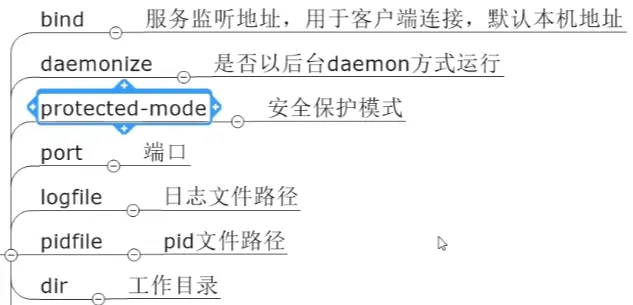 bind 服务监听地址，用于客户端连接，默认本机地址
daemonize 是否以后台daemon方式运行
protected-mode 安全保护模式
port 端口
logfile 日志文件路径
pidfile pid文件路径
dir 工作目录